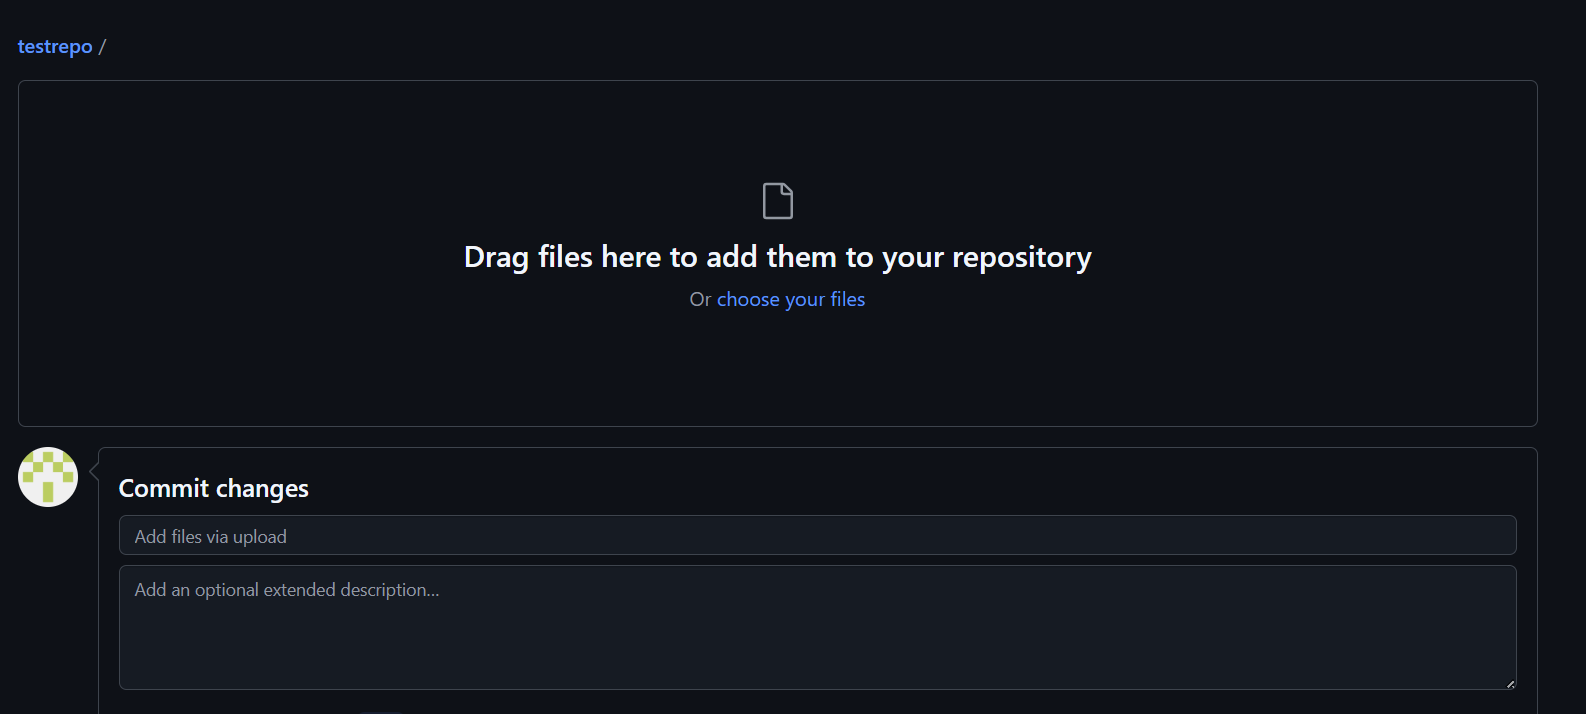 testrepo /
Drag files here to add them to your repository
Or choose your files
Commit changes
Add files via upload
Add an optional extended description...